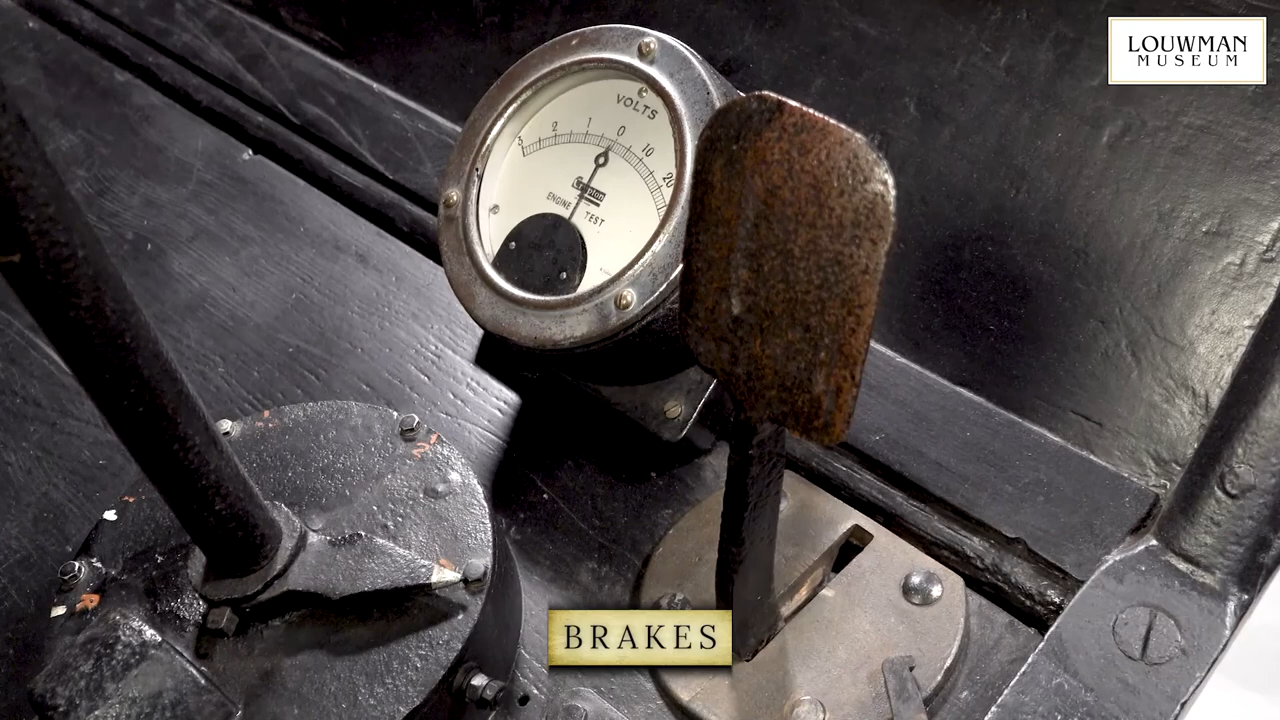 LOUWMAN
MUSEUM
VOLTS
3 2 1 0 10 20
ENGINE TEST
BRAKES